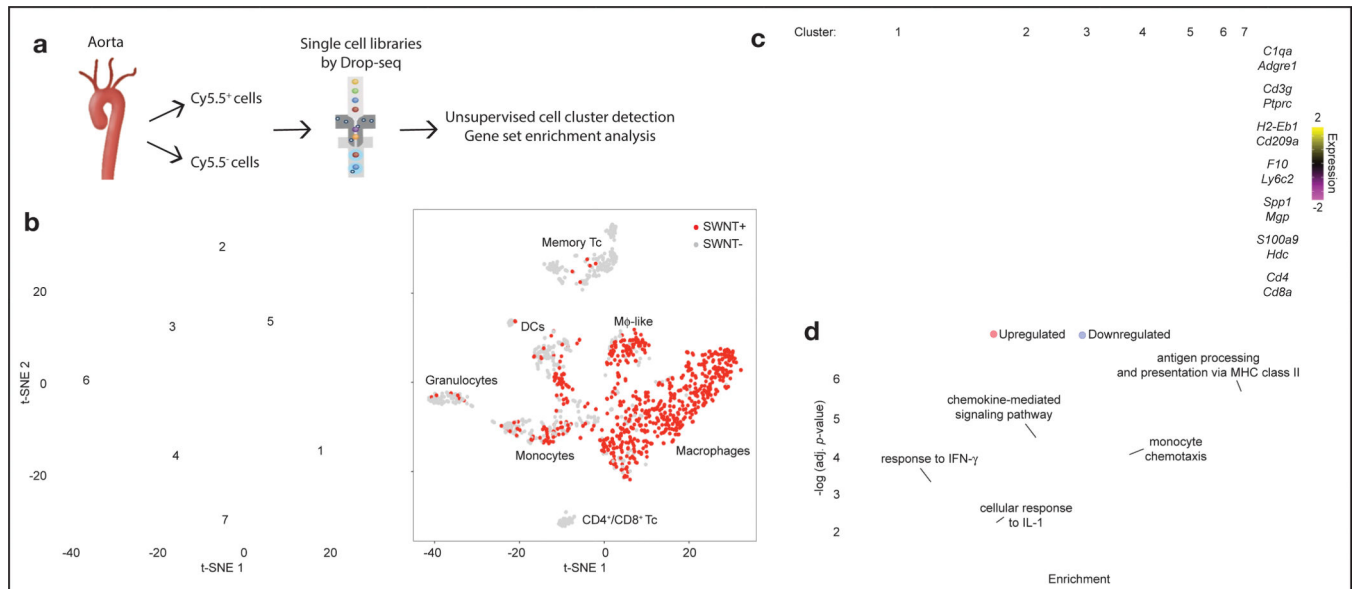 a
Aorta
Cy5.5⁺ cells
Cy5.5⁻ cells
Single cell libraries
by Drop-seq
Unsupervised cell cluster detection
Gene set enrichment analysis
b
2
3
5
6
4
1
7
20
0
-20
t-SNE 2
-40
-20
0
20
t-SNE 1
SWNT+
SWNT-
Memory Tc
DCs
Mϕ-like
Granulocytes
Monocytes
Macrophages
CD4⁺/CD8⁺ Tc
-40
-20
0
20
t-SNE 1
c
Cluster: 1 2 3 4 5 6 7
C1qa
Adgre1
Cd3g
Ptprc
H2-Eb1
Cd209a
F10
Ly6c2
Spp1
Mgp
S100a9
Hdc
Cd4
Cd8a
2
Expression
-2
d
Upregulated Downregulated
antigen processing
and presentation via MHC class II
chemokine-mediated
signaling pathway
monocyte
chemotaxis
response to IFN-γ
cellular response
to IL-1
6
5
4
3
2
-log (adj. p-value)
Enrichment